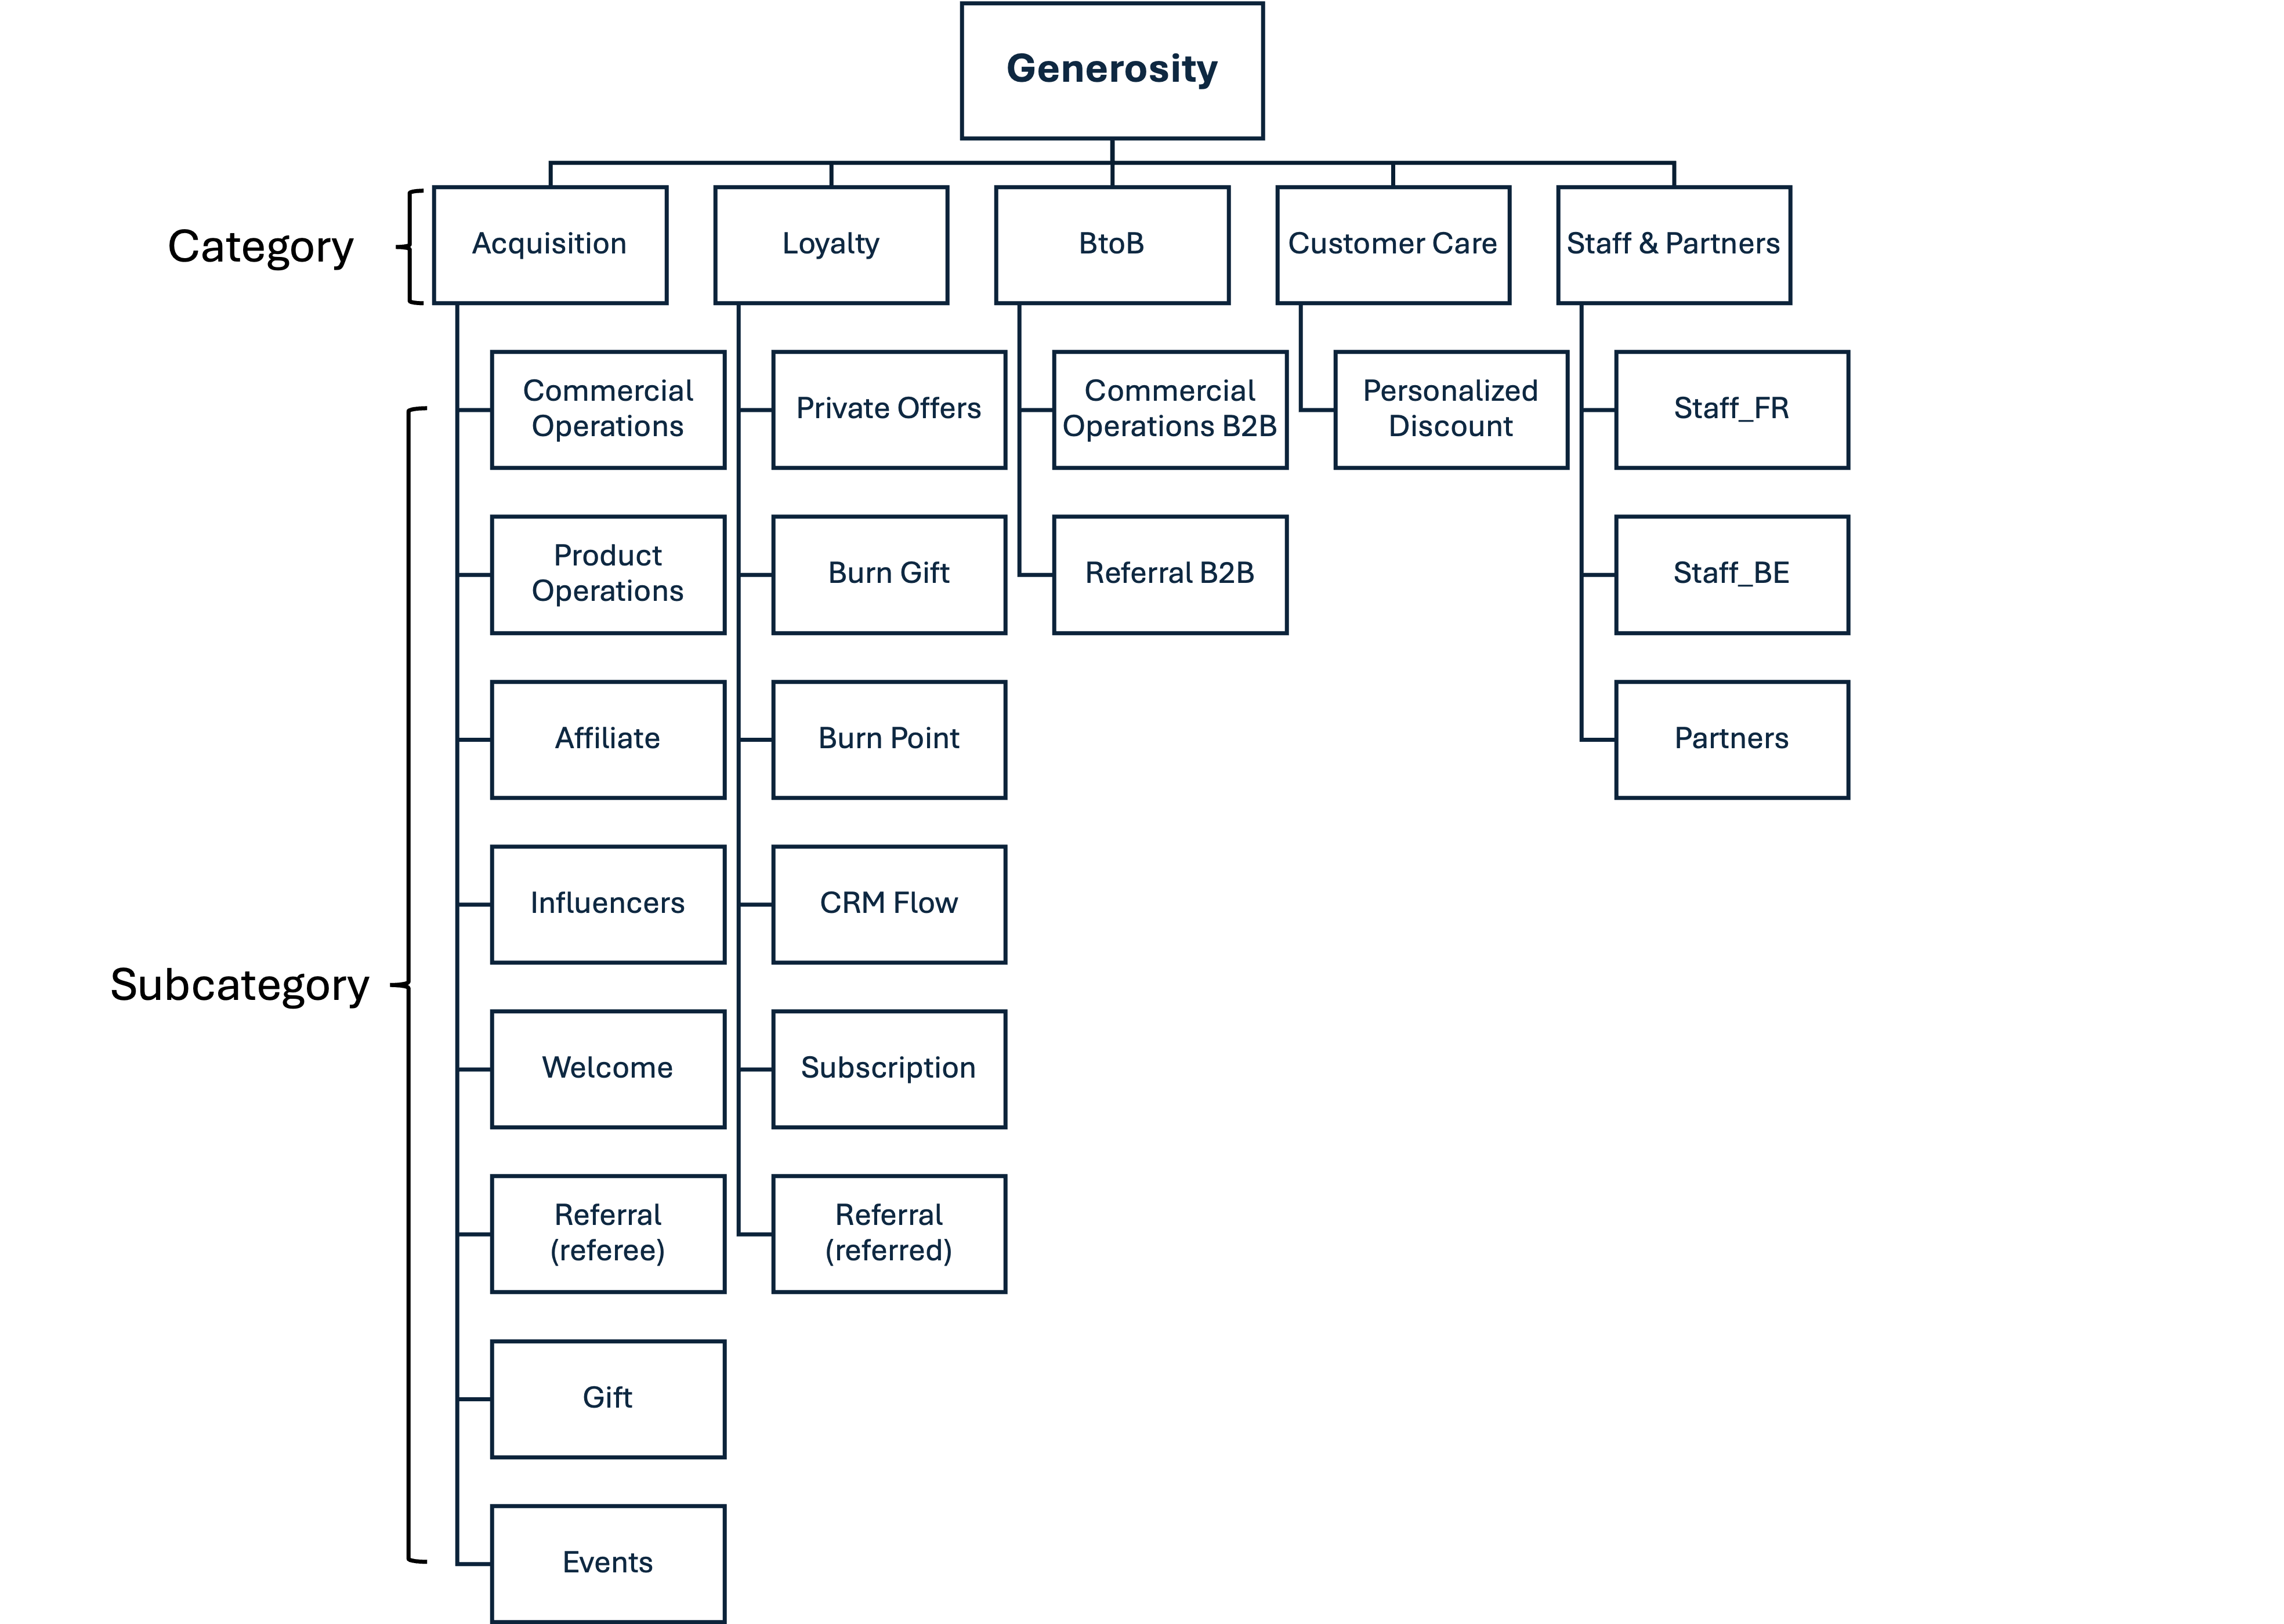 Generosity
Category
Acquisition
Loyalty
BtoB
Customer Care
Staff & Partners
Subcategory
Commercial
Operations
Product
Operations
Affiliate
Influencers
Welcome
Referral
(referee)
Gift
Events
Private Offers
Burn Gift
Burn Point
CRM Flow
Subscription
Referral
(referred)
Commercial
Operations B2B
Referral B2B
Personalized
Discount
Staff_FR
Staff_BE
Partners